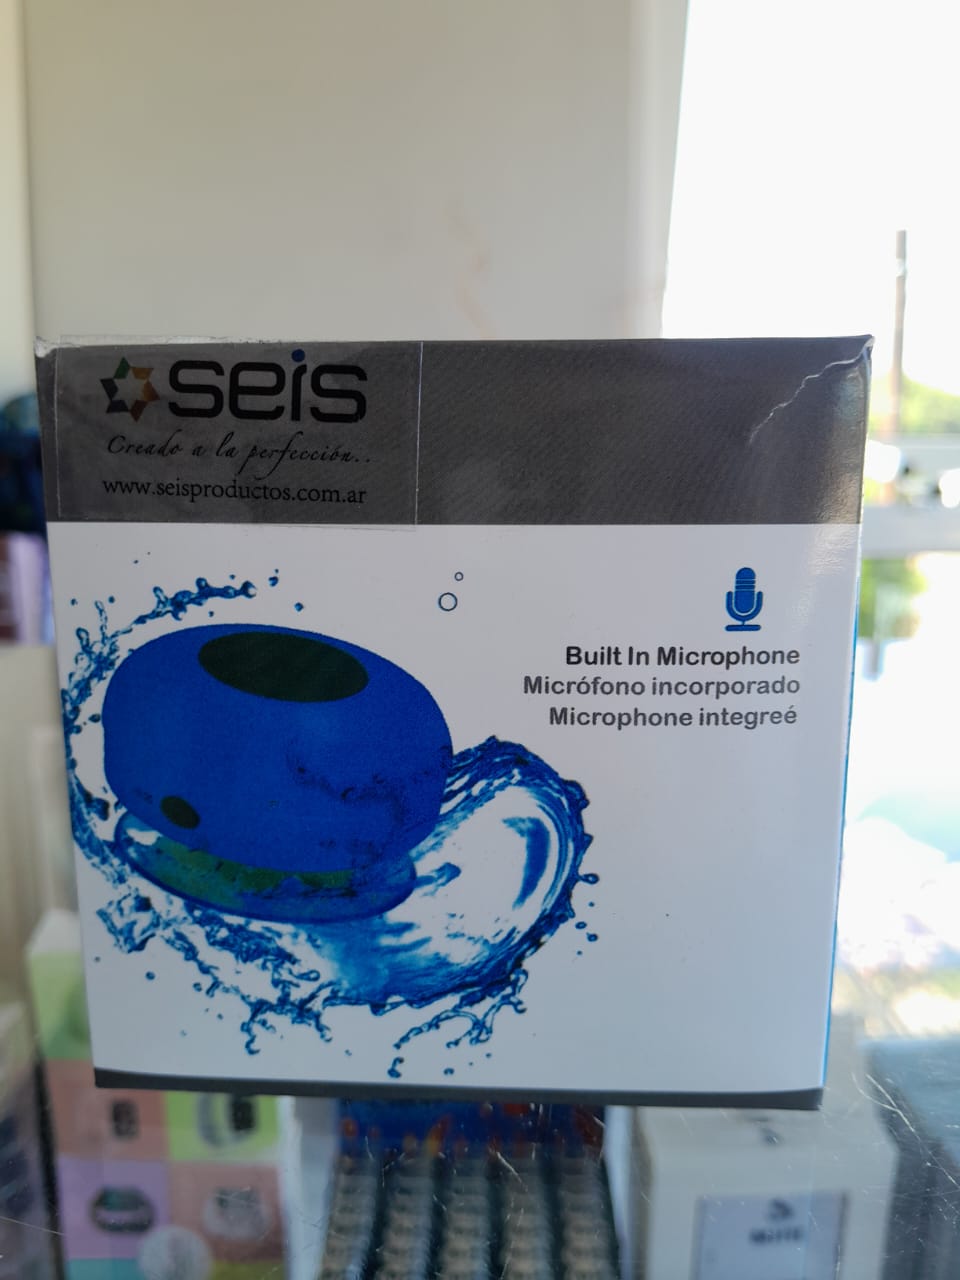 seis
Creado a la perfección..
www.seisproductos.com.ar
Built In Microphone
Micrófono incorporado
Microphone integreé